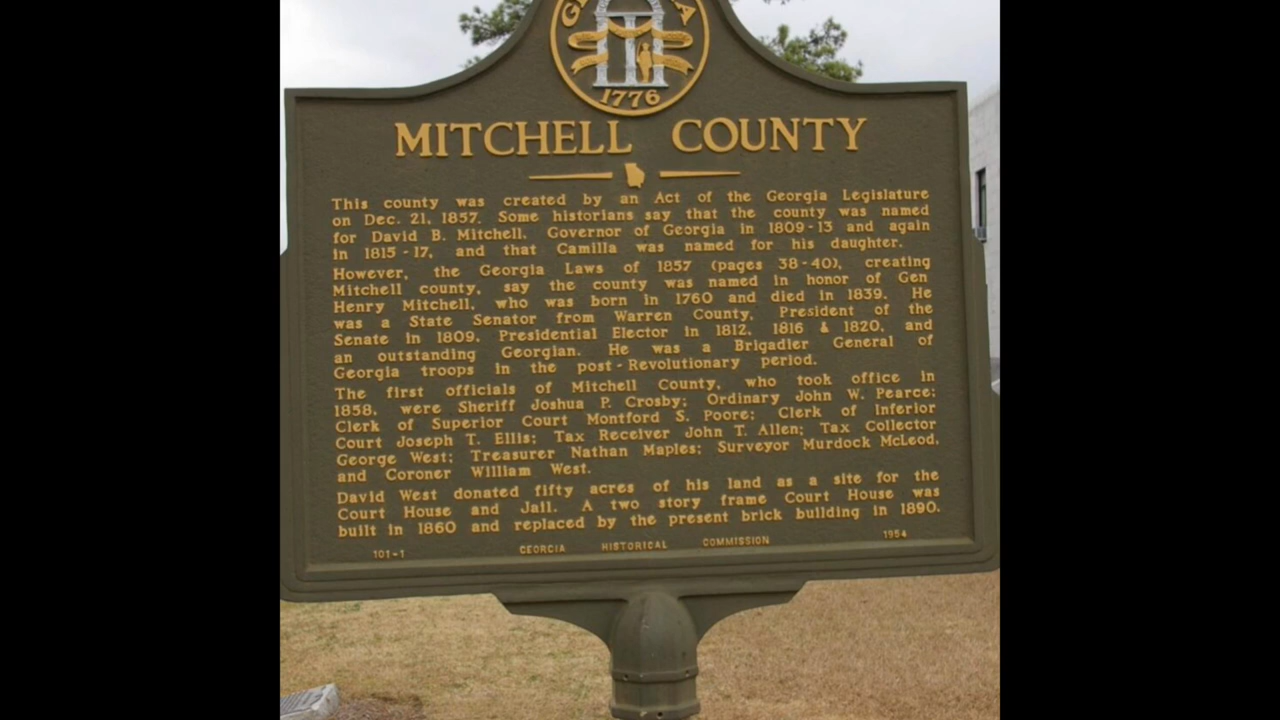 1776
MITCHELL COUNTY
This county was created by an Act of the Georgia Legislature
on Dec. 21, 1857. Some historians say that the county was named
for David B. Mitchell, Governor of Georgia in 1809-13 and again
in 1815-17, and that Camilla was named for his daughter.
However, the Georgia Laws of 1857 (pages 38-40), creating
Mitchell county, say the county was named in honor of Gen
Henry Mitchell, who was born in 1760 and died in 1839. He
was a State Senator from Warren County, President of the
Senate in 1809, Presidential Elector in 1812, 1816 & 1820, and
an outstanding Georgian. He was a Brigadier General of
Georgia troops in the post-Revolutionary period.
The first officials of Mitchell County, who took office in
1858, were Sheriff Joshua P. Crosby; Ordinary John W. Pearce;
Clerk of Superior Court Montford S. Poore; Clerk of Inferior
Court Joseph T. Ellis; Tax Receiver John T. Allen; Tax Collector
George West; Treasurer Nathan Maples; Surveyor Murdock McLeod,
and Coroner William West.
David West donated fifty acres of his land as a site for the
Court House and Jail. A two story frame Court House was
built in 1860 and replaced by the present brick building in 1890.
101-1 GEORGIA HISTORICAL COMMISSION 1954